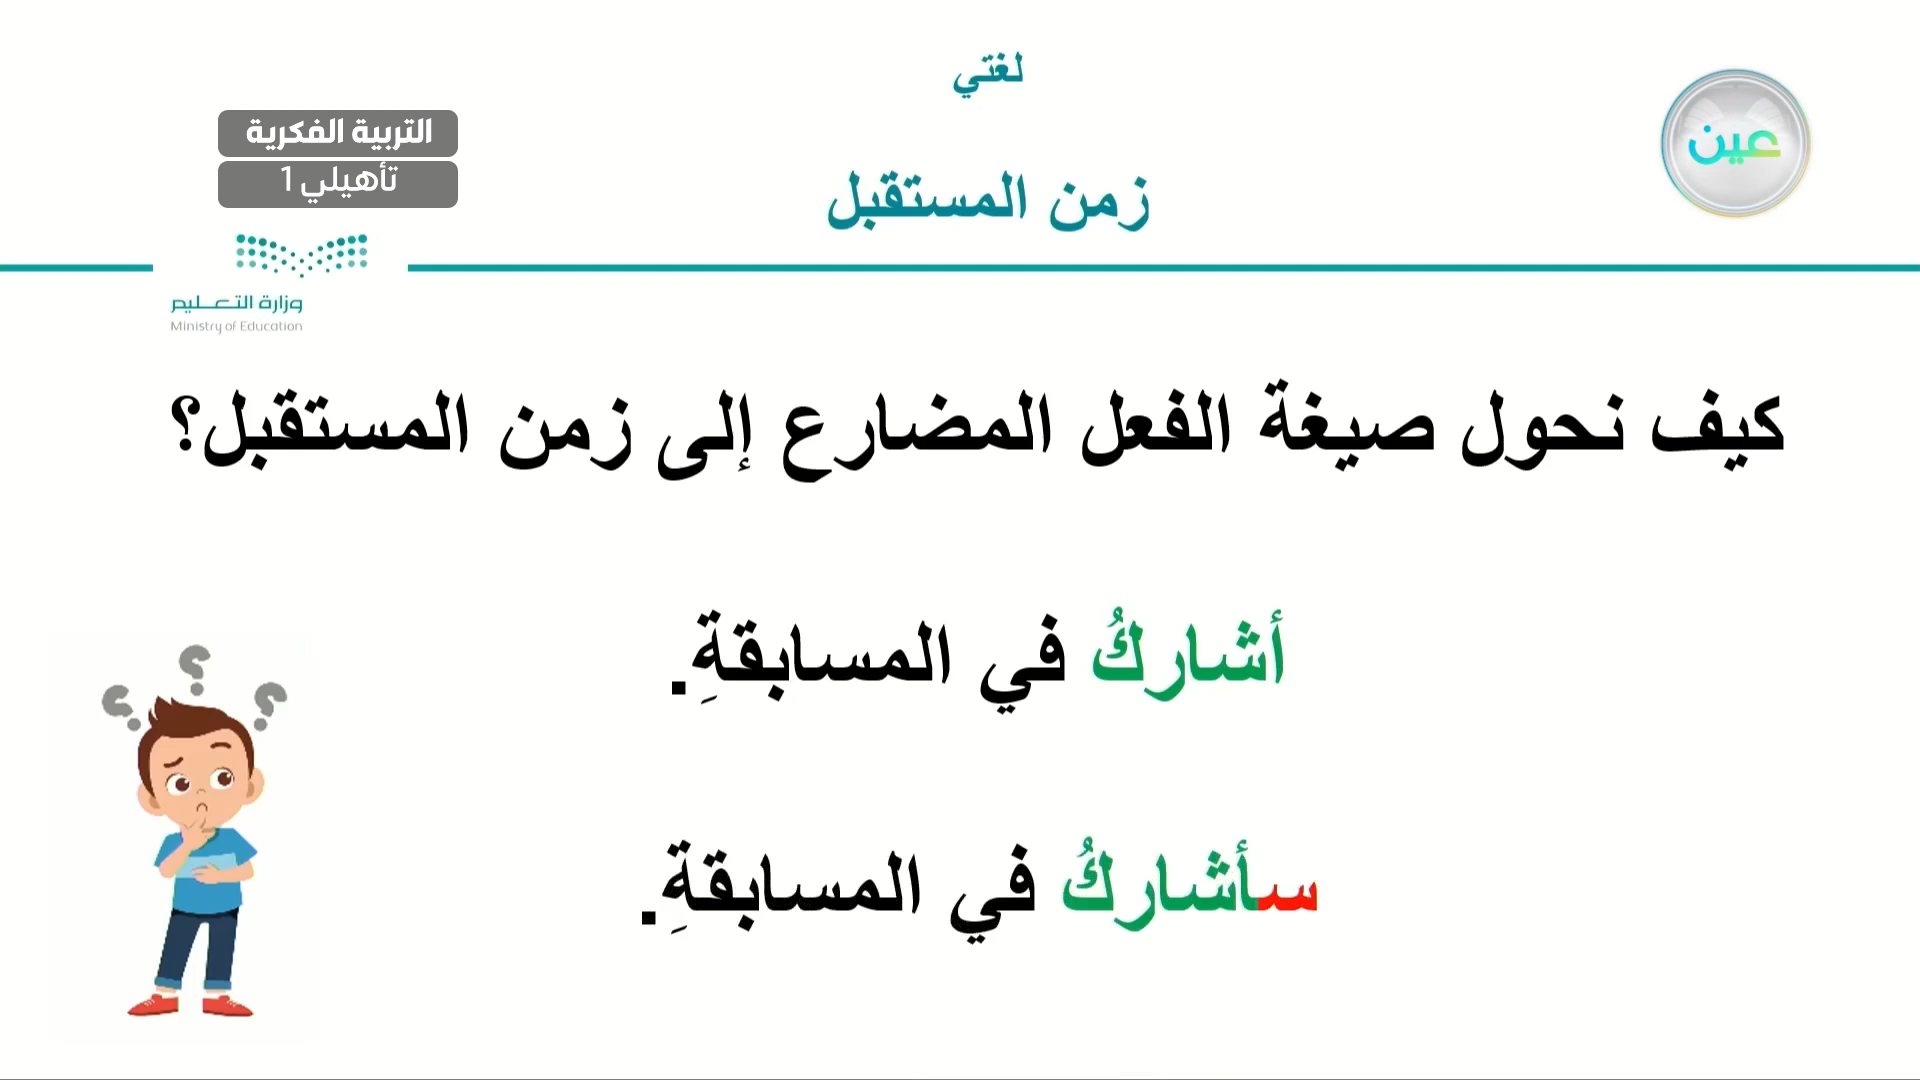 لغتي
عين
التربية الفكرية
تأهيلي 1
زمن المستقبل
وزارة التعليم
Ministry of Education
كيف نحول صيغة الفعل المضارع إلى زمن المستقبل؟
أشاركُ في المسابقةِ.
سأشاركُ في المسابقةِ.